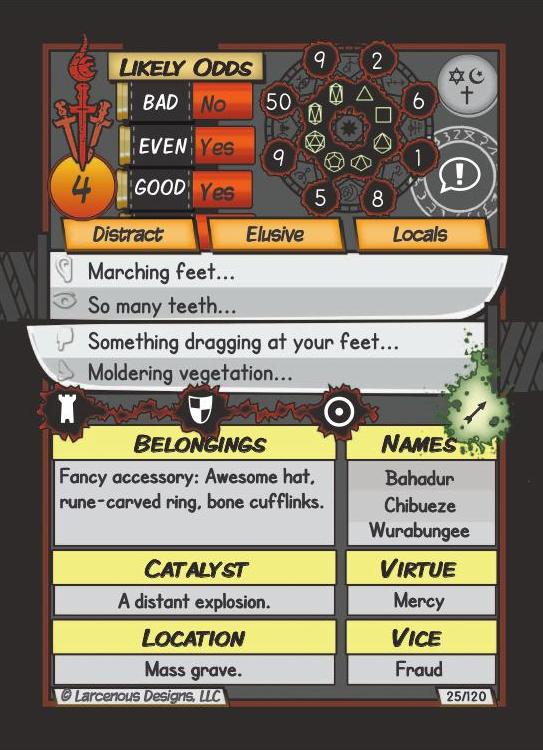 LIKELY ODDS
BAD No
EVEN Yes
GOOD Yes
4
9 2
50 6
9 1
5 8
!
Distract Elusive Locals
Marching feet...
So many teeth...
Something dragging at your feet...
Moldering vegetation...
BELONGINGS
Fancy accessory: Awesome hat,
rune-carved ring, bone cufflinks.
NAMES
Bahadur
Chibueze
Wurabungee
CATALYST
A distant explosion.
VIRTUE
Mercy
LOCATION
Mass grave.
VICE
Fraud
© Larcenous Designs, LLC
25/120